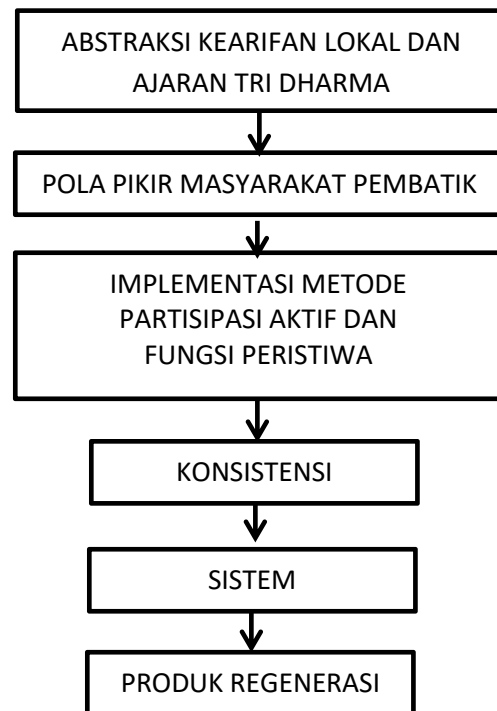 ABSTRAKSI KEARIFAN LOKAL DAN
AJARAN TRI DHARMA
POLA PIKIR MASYARAKAT PEMBATIK
IMPLEMENTASI METODE
PARTISIPASI AKTIF DAN
FUNGSI PERISTIWA
KONSISTENSI
SISTEM
PRODUK REGENERASI